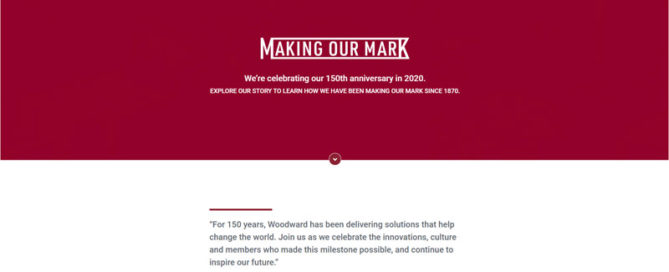 MAKING OUR MARK
We're celebrating our 150th anniversary in 2020.
EXPLORE OUR STORY TO LEARN HOW WE HAVE BEEN MAKING OUR MARK SINCE 1870.
"For 150 years, Woodward has been delivering solutions that help
change the world. Join us as we celebrate the innovations, culture
and members who made this milestone possible, and continue to
inspire our future."